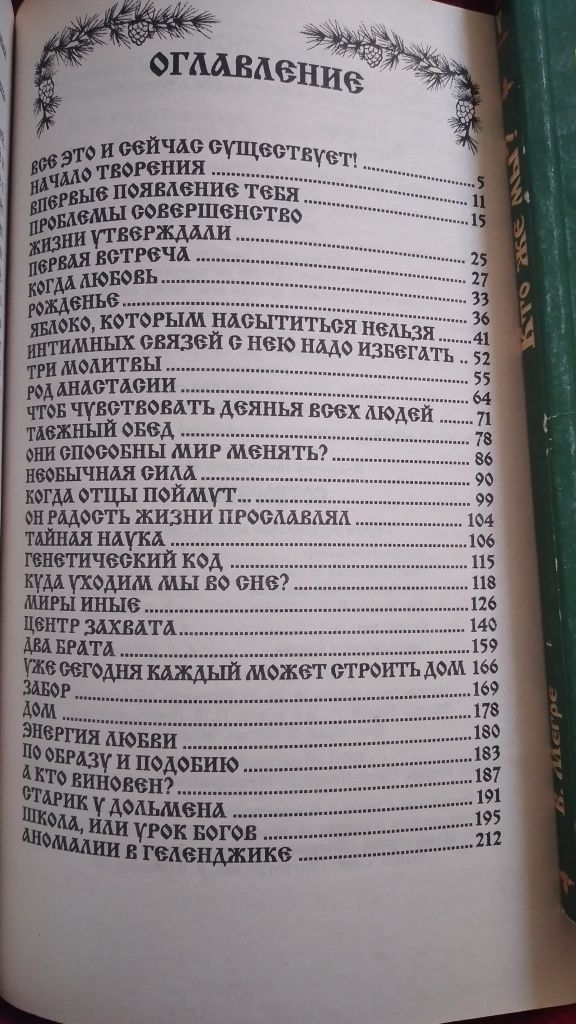 ОГЛАВЛЕНИЕ
ВСЕ ЭТО И СЕЙЧАС СУЩЕСТВУЕТ! ..... 5
НАЧАЛО ТВОРЕНИЯ ..... 11
ВПЕРВЫЕ ПОЯВЛЕНИЕ ТЕБЯ ..... 15
ПРОБЛЕМЫ СОВЕРШЕНСТВО
ЖИЗНИ УТВЕРЖДАЛИ ..... 25
ПЕРВАЯ ВСТРЕЧА ..... 27
КОГДА ЛЮБОВЬ ..... 33
РОЖДЕНЬЕ ..... 36
ЯБЛОКО, КОТОРЫМ НАСЫТИТЬСЯ НЕЛЬЗЯ ..... 41
ИНТИМНЫХ СВЯЗЕЙ С НЕЮ НАДО ИЗБЕГАТЬ .. 52
ТРИ МОЛИТВЫ ..... 55
РОД АНАСТАСИИ ..... 64
ЧТОБ ЧУВСТВОВАТЬ ДЕЯНЬЯ ВСЕХ ЛЮДЕЙ ..... 71
ТАЕЖНЫЙ ОБЕД ..... 78
ОНИ СПОСОБНЫ МИР МЕНЯТЬ? ..... 86
НЕОБЫЧНАЯ СИЛА ..... 90
КОГДА ОТЦЫ ПОЙМУТ... ..... 99
ОН РАДОСТЬ ЖИЗНИ ПРОСЛАВЛЯЛ ..... 104
ТАЙНАЯ НАУКА ..... 106
ГЕНЕТИЧЕСКИЙ КОД ..... 115
КУДА УХОДИМ МЫ ВО СНЕ? ..... 118
МИРЫ ИНЫЕ ..... 126
ЦЕНТР ЗАХВАТА ..... 140
ДВА БРАТА ..... 159
УЖЕ СЕГОДНЯ КАЖДЫЙ МОЖЕТ СТРОИТЬ ДОМ 166
ЗАБОР ..... 169
ДОМ ..... 178
ЭНЕРГИЯ ЛЮБВИ ..... 180
ПО ОБРАЗУ И ПОДОБИЮ ..... 183
А КТО ВИНОВЕН? ..... 187
СТАРИК У ДОЛЬМЕНА ..... 191
ШКОЛА, ИЛИ УРОК БОГОВ ..... 195
АНОМАЛИИ В ГЕЛЕНДЖИКЕ ..... 212
В. Мегре
Кто же мы?